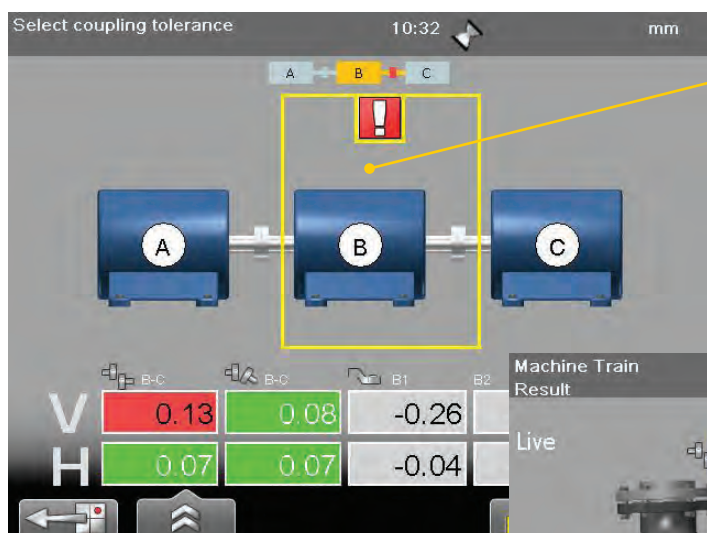 Select coupling tolerance 10:32 mm
A B C
A B C
B-C B-C B1 B2
V 0.13 0.08 -0.26
H 0.07 0.07 -0.04
Machine Train
Result
Live